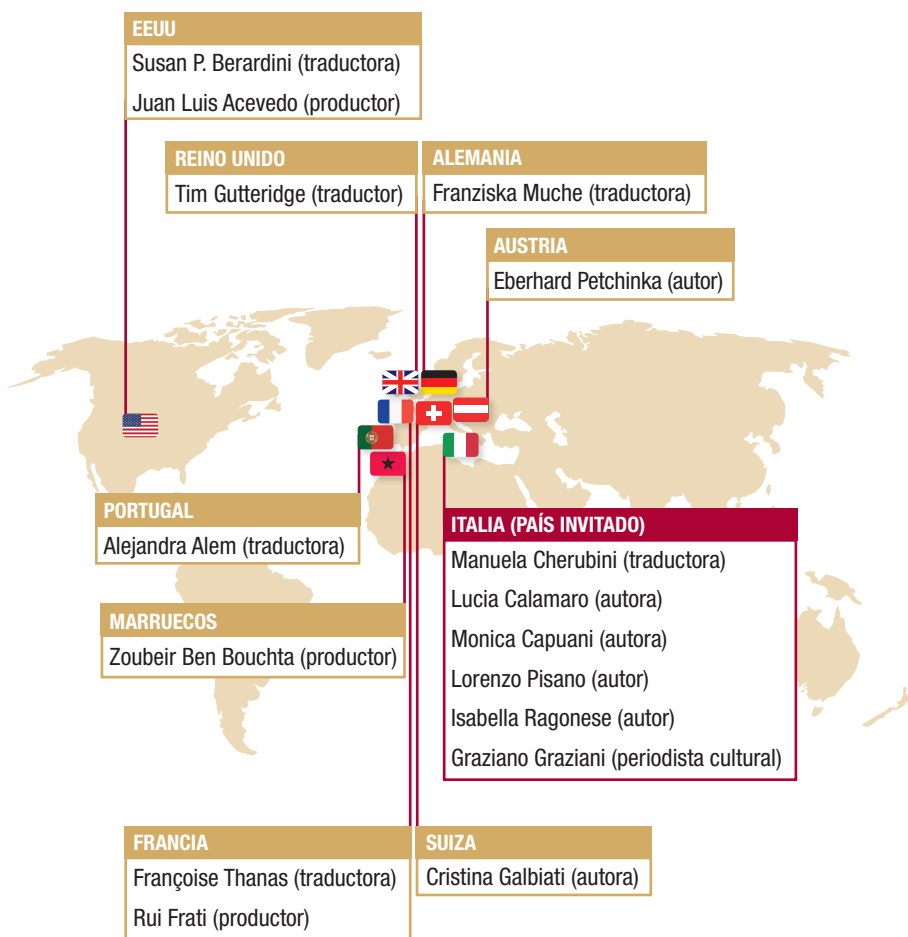 EEUU
Susan P. Berardini (traductora)
Juan Luis Acevedo (productor)
REINO UNIDO
Tim Gutteridge (traductor)
ALEMANIA
Franziska Muche (traductora)
AUSTRIA
Eberhard Petchinka (autor)
PORTUGAL
Alejandra Alem (traductora)
MARRUECOS
Zoubeir Ben Bouchta (productor)
ITALIA (PAÍS INVITADO)
Manuela Cherubini (traductora)
Lucia Calamaro (autora)
Monica Capuani (autora)
Lorenzo Pisano (autor)
Isabella Ragonese (autor)
Graziano Graziani (periodista cultural)
FRANCIA
Françoise Thanas (traductora)
Rui Frati (productor)
SUIZA
Cristina Galbiati (autora)